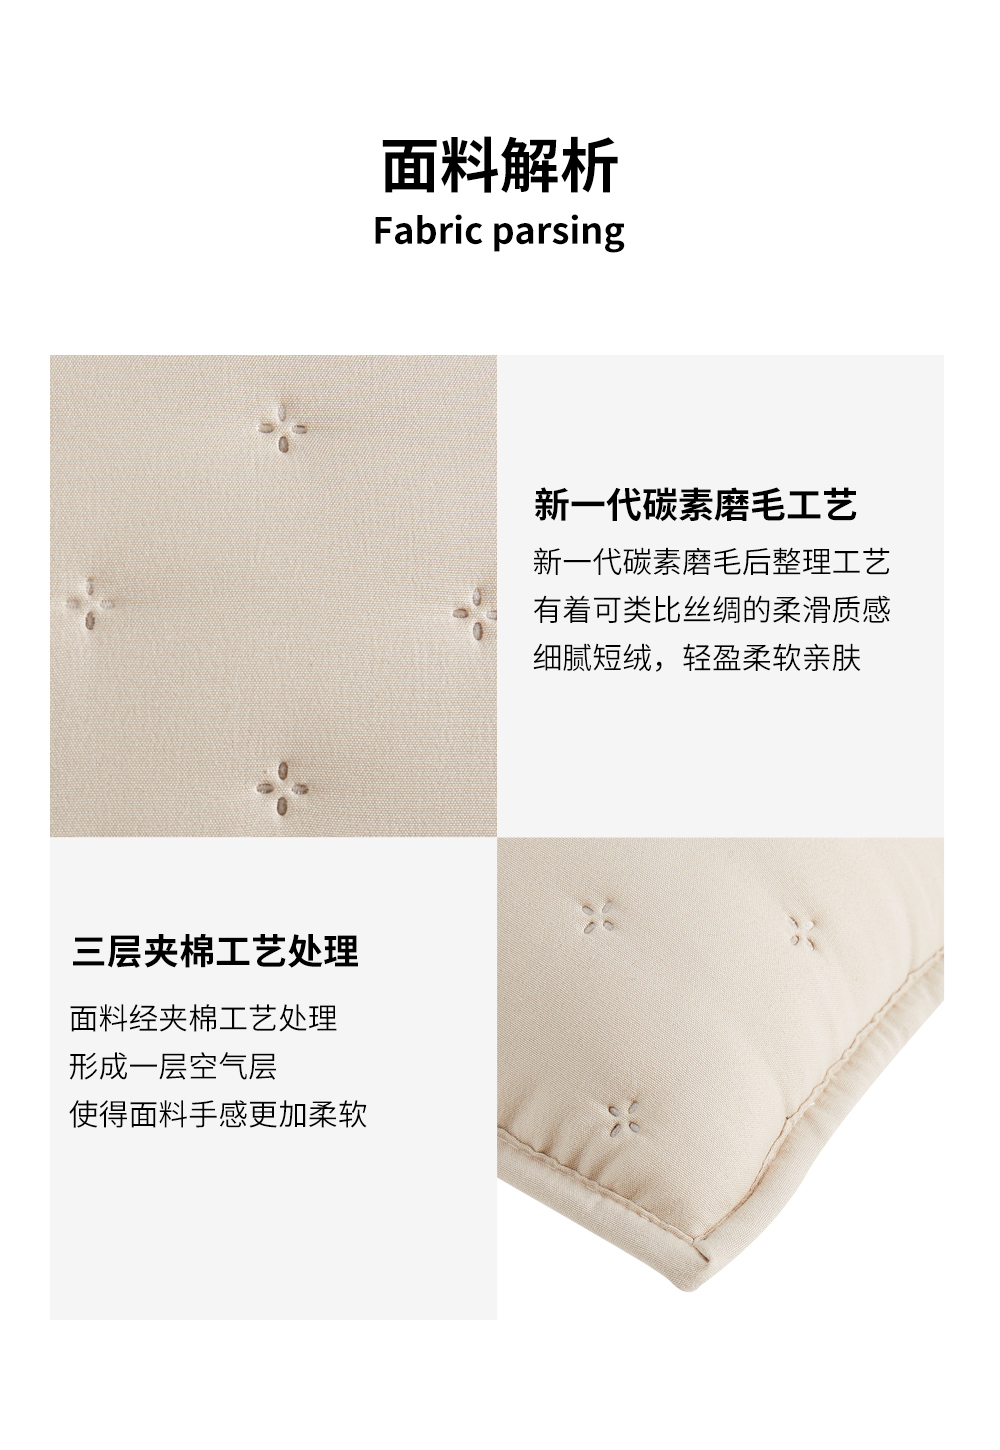 面料解析
Fabric parsing
新一代碳素磨毛工艺
新一代碳素磨毛后整理工艺
有着可类比丝绸的柔滑质感
细腻短绒，轻盈柔软亲肤
三层夹棉工艺处理
面料经夹棉工艺处理
形成一层空气层
使得面料手感更加柔软